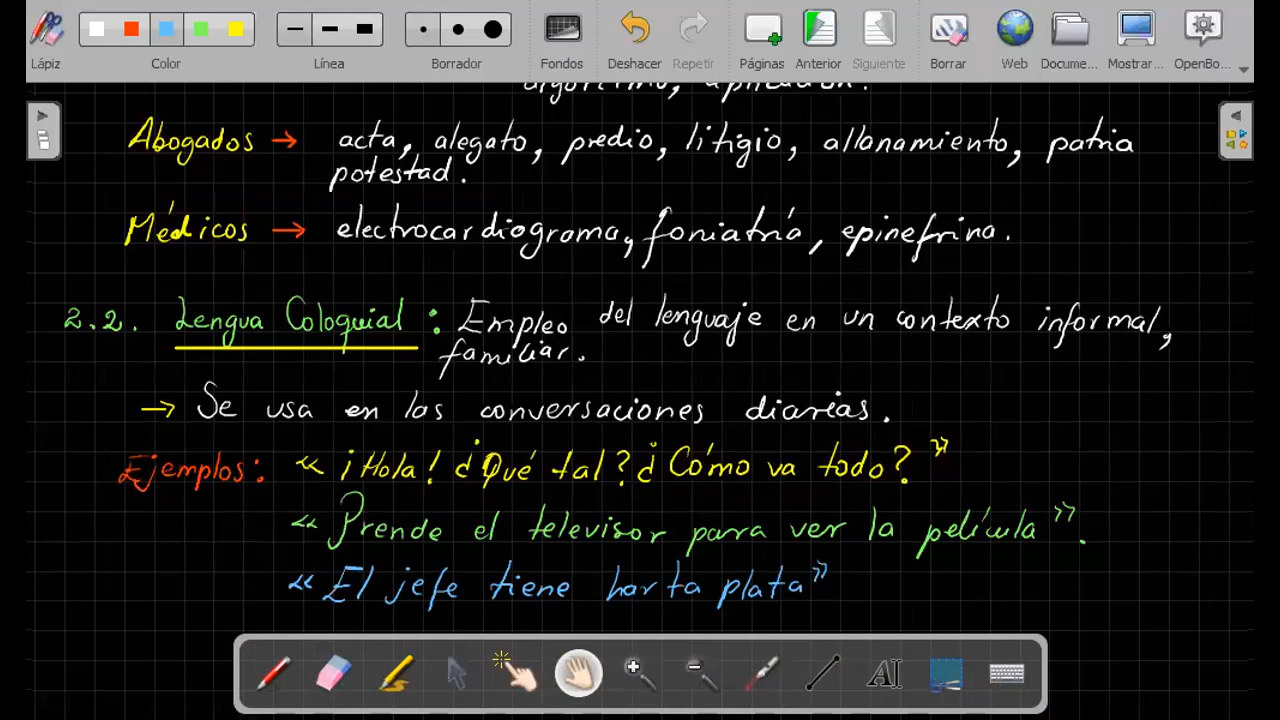 Lápiz
Color
Línea
Borrador
Fondos
Deshacer
Repetir
Páginas
Anterior
Siguiente
Borrar
Web
Docume...
Mostrar...
OpenBo...
algoritmo, aplicación.
Abogados → acta, alegato, predio, litigio, allanamiento, patria
potestad.
Médicos → electrocardiograma, foniatría, epinefrina.
2.2. Lengua Coloquial: Empleo del lenguaje en un contexto informal,
familiar.
→ Se usa en las conversaciones diarias.
Ejemplos: « ¡Hola! ¿Qué tal? ¿Cómo va todo? »
« Prende el televisor para ver la película ».
« El jefe tiene harta plata »